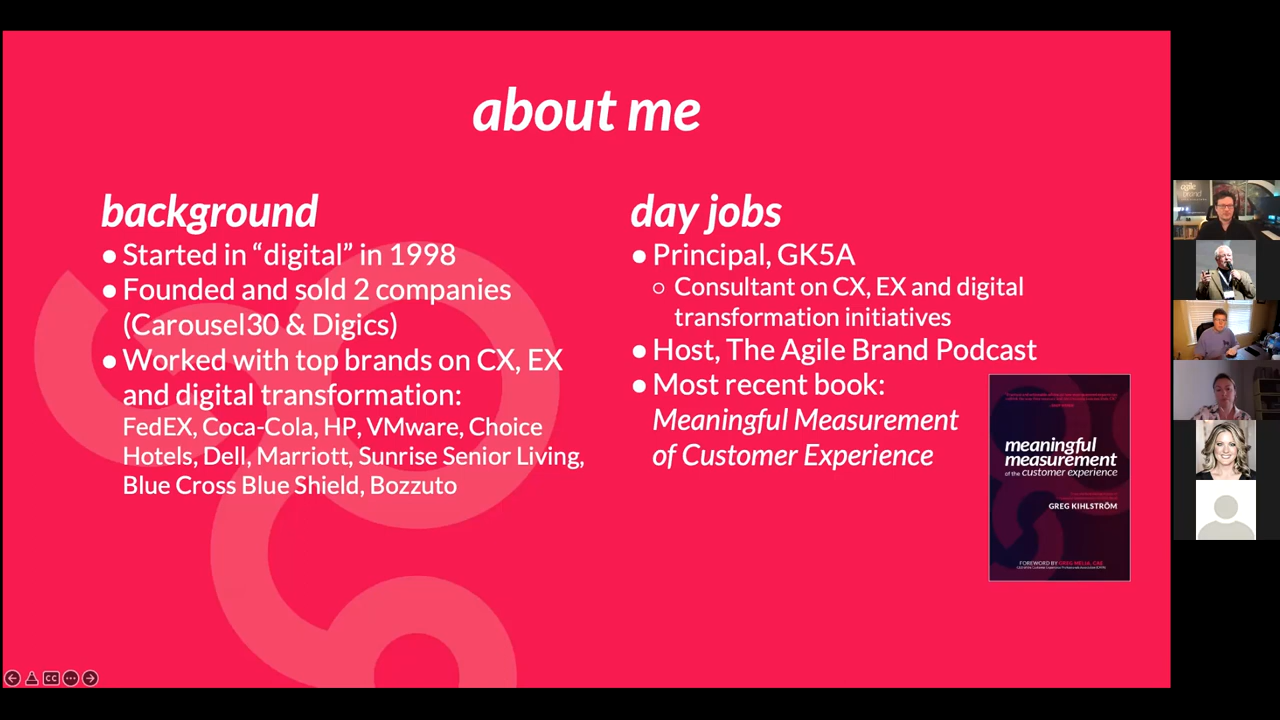 about me
background
● Started in “digital” in 1998
● Founded and sold 2 companies
(Carousel30 & Digics)
● Worked with top brands on CX, EX
and digital transformation:
FedEX, Coca-Cola, HP, VMware, Choice
Hotels, Dell, Marriott, Sunrise Senior Living,
Blue Cross Blue Shield, Bozzuto
day jobs
● Principal, GK5A
○ Consultant on CX, EX and digital
transformation initiatives
● Host, The Agile Brand Podcast
● Most recent book:
Meaningful Measurement
of Customer Experience
meaningful
measurement
of the customer experience
GREG KIHLSTRÖM
FOREWORD BY GREG MELIA, CAE
CC
agile
brand